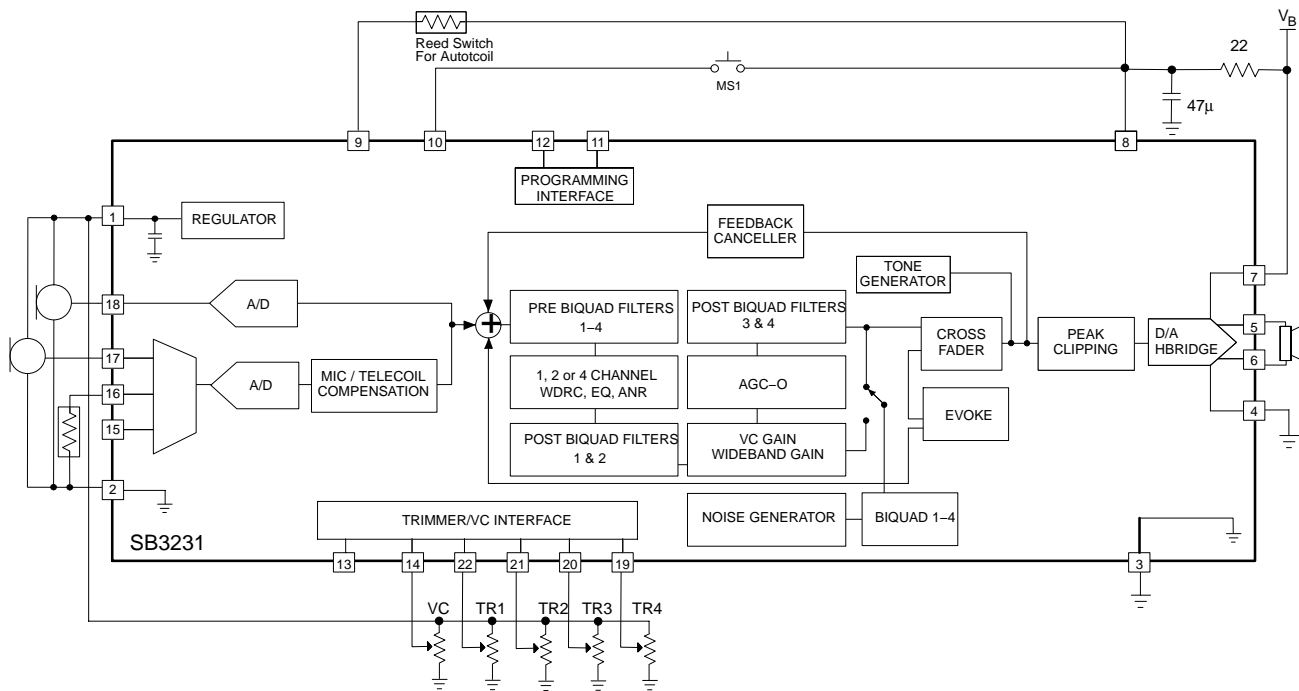 V_B
22
Reed Switch
For Autotcoil
MS1
47µ
9
10
12
11
8
PROGRAMMING
INTERFACE
1
REGULATOR
FEEDBACK
CANCELLER
TONE
GENERATOR
7
18
A/D
PRE BIQUAD FILTERS
1–4
POST BIQUAD FILTERS
3 & 4
CROSS
FADER
PEAK
CLIPPING
D/A
HBRIDGE
5
6
17
16
15
A/D
MIC / TELECOIL
COMPENSATION
1, 2 or 4 CHANNEL
WDRC, EQ, ANR
AGC–O
EVOKE
4
POST BIQUAD FILTERS
1 & 2
VC GAIN
WIDEBAND GAIN
2
TRIMMER/VC INTERFACE
NOISE GENERATOR
BIQUAD 1–4
SB3231
13
14
22
21
20
19
3
VC
TR1
TR2
TR3
TR4